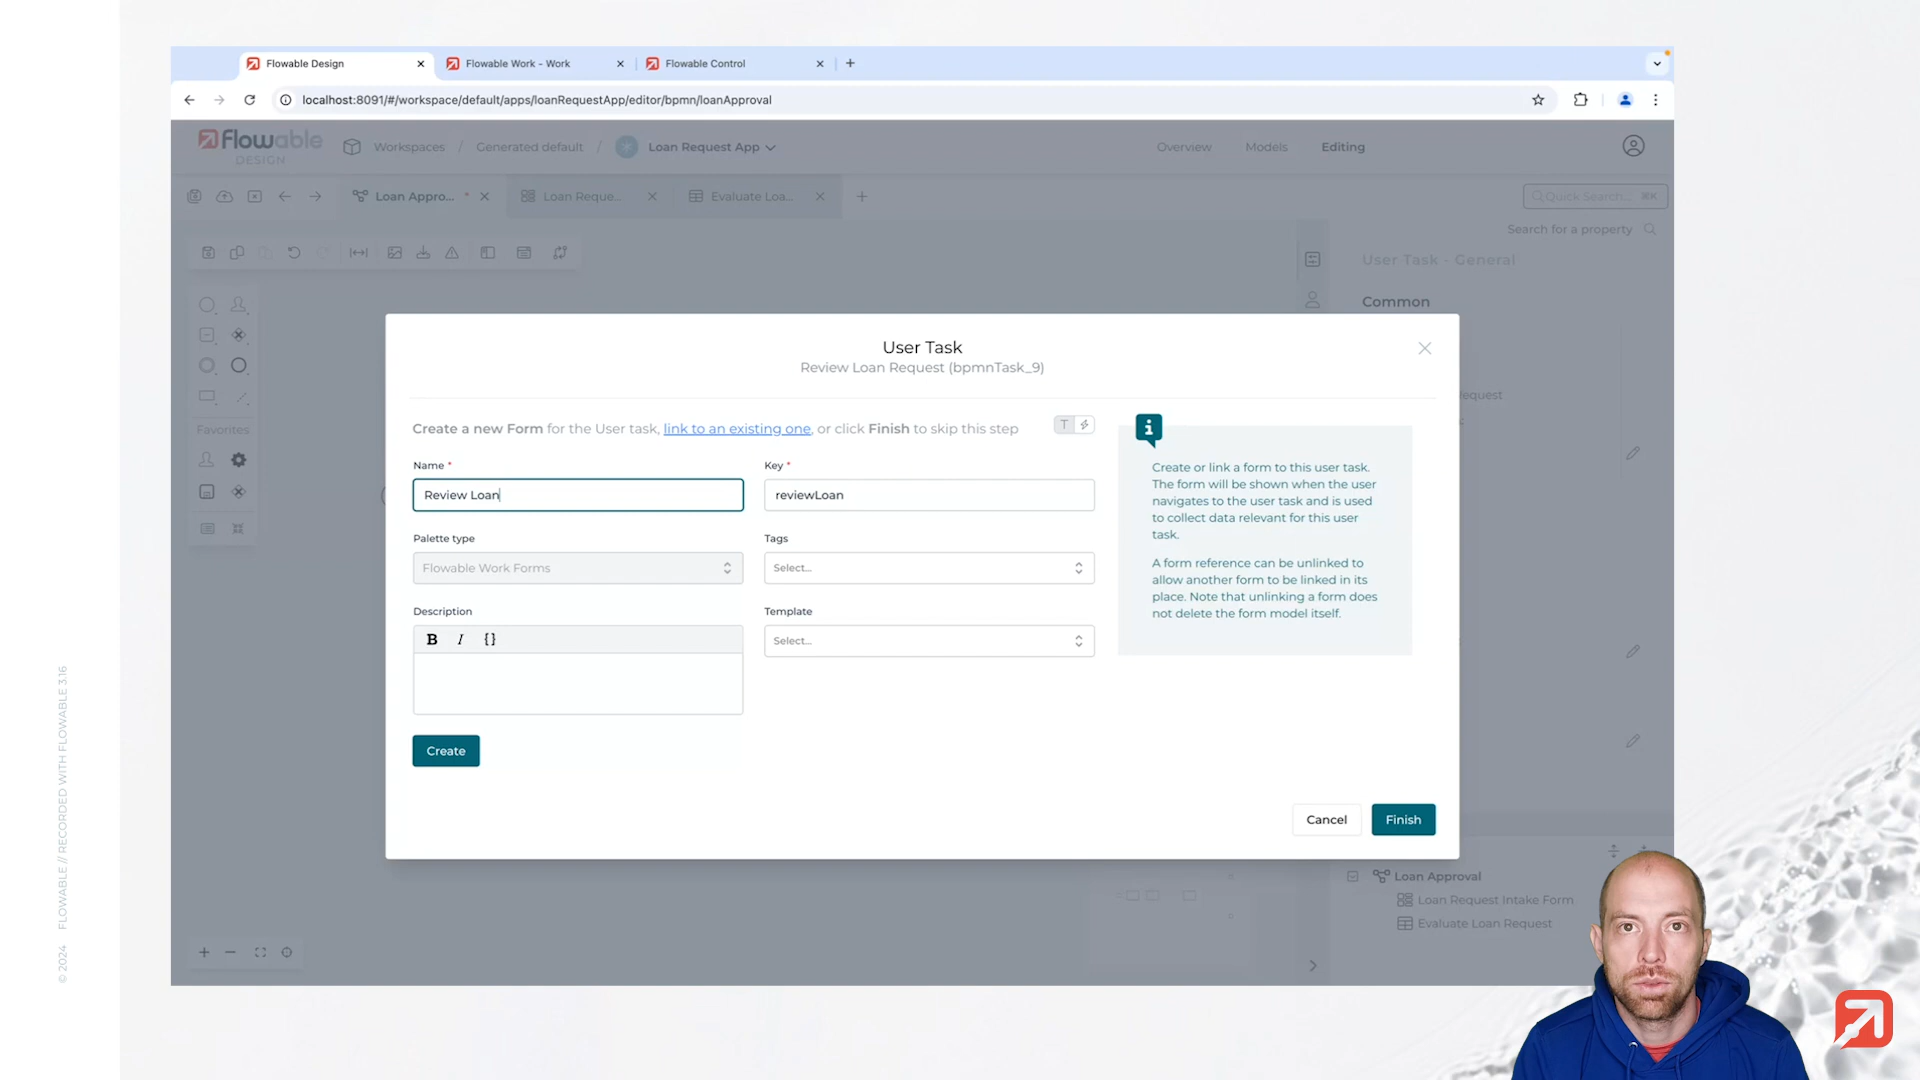 Flowable Design
Flowable Work - Work
Flowable Control
localhost:8091/#/workspace/default/apps/loanRequestApp/editor/bpmn/loanApproval
Flowable
DESIGN
Workspaces / Generated default / Loan Request App
Overview
Models
Editing
Loan Appro... *
Loan Reque...
Evaluate Loa...
Quick Search... ⌘K
Search for a property
User Task - General
Common
Favorites
equest
User Task
Review Loan Request (bpmnTask_9)
Create a new Form for the User task, link to an existing one, or click Finish to skip this step
T
Name *
Key *
Review Loan
reviewLoan
Palette type
Tags
Flowable Work Forms
Select...
Description
Template
B I {}
Select...
Create
i
Create or link a form to this user task.
The form will be shown when the user
navigates to the user task and is used
to collect data relevant for this user
task.
A form reference can be unlinked to
allow another form to be linked in its
place. Note that unlinking a form does
not delete the form model itself.
Cancel
Finish
Loan Approval
Loan Request Intake Form
Evaluate Loan Request
© 2024 FLOWABLE // RECORDED WITH FLOWABLE 3.16